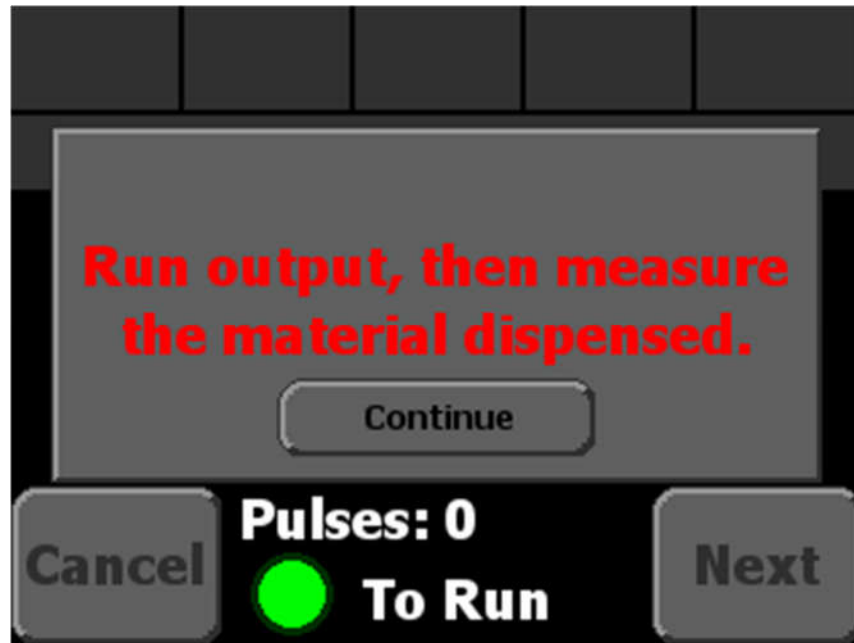 Run output, then measure
the material dispensed.
Continue
Pulses: 0
Cancel
Next
To Run